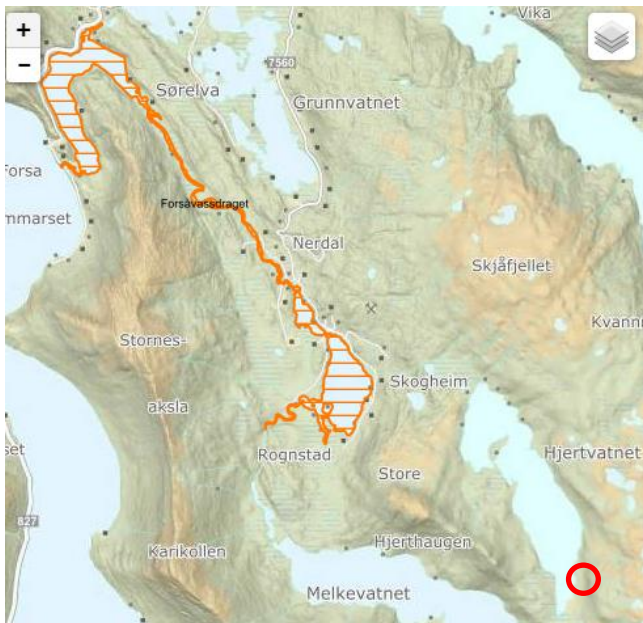 +
−
Vika
7560
Sørelva
Grunnvatnet
Forsa
Forsåvassdraget
mmarset
Nerdal
Skjåfjellet
Kvann
Stornes-
aksla
Skogheim
set
Rognstad
Store
Hjertvatnet
827
Karikollen
Hjerthaugen
Melkevatnet